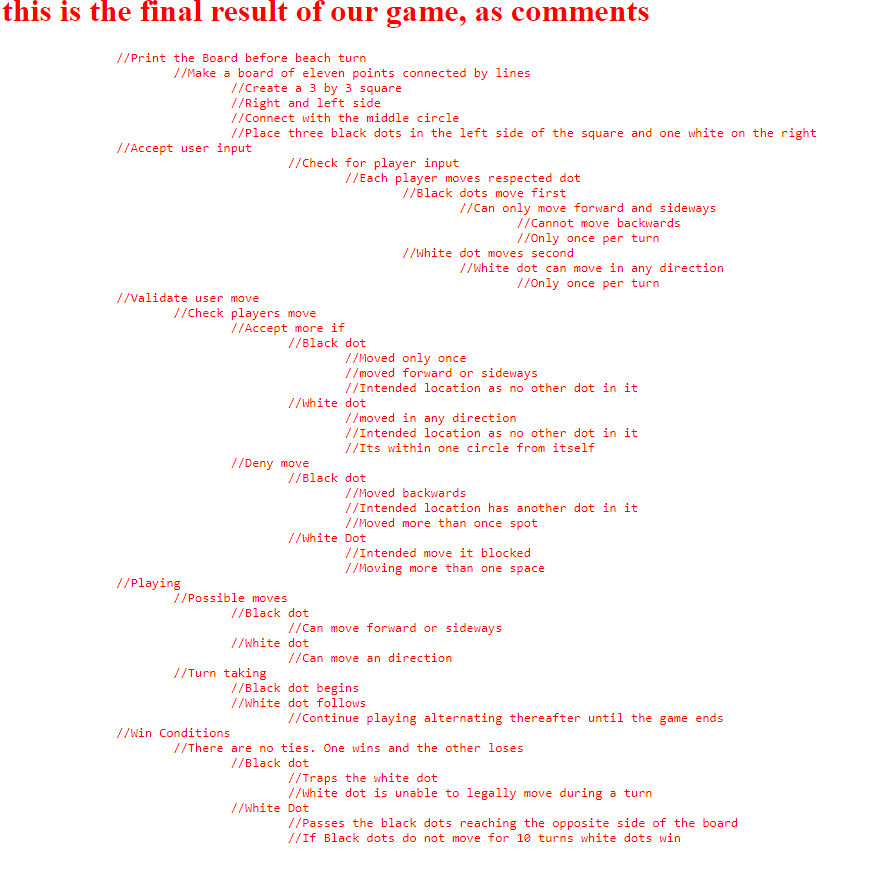 this is the final result of our game, as comments
//Print the Board before beach turn
//Make a board of eleven points connected by lines
//Create a 3 by 3 square
//Right and left side
//Connect with the middle circle
//Place three black dots in the left side of the square and one white on the right
//Accept user input
//Check for player input
//Each player moves respected dot
//Black dots move first
//Can only move forward and sideways
//Cannot move backwards
//Only once per turn
//White dot moves second
//White dot can move in any direction
//Only once per turn
//Validate user move
//Check players move
//Accept more if
//Black dot
//Moved only once
//moved forward or sideways
//Intended location as no other dot in it
//White dot
//moved in any direction
//Intended location as no other dot in it
//Its within one circle from itself
//Deny move
//Black dot
//Moved backwards
//Intended location has another dot in it
//Moved more than once spot
//White Dot
//Intended move it blocked
//Moving more than one space
//Playing
//Possible moves
//Black dot
//Can move forward or sideways
//White dot
//Can move an direction
//Turn taking
//Black dot begins
//White dot follows
//Continue playing alternating thereafter until the game ends
//Win Conditions
//There are no ties. One wins and the other loses
//Black dot
//Traps the white dot
//White dot is unable to legally move during a turn
//White Dot
//Passes the black dots reaching the opposite side of the board
//If Black dots do not move for 10 turns white dots win